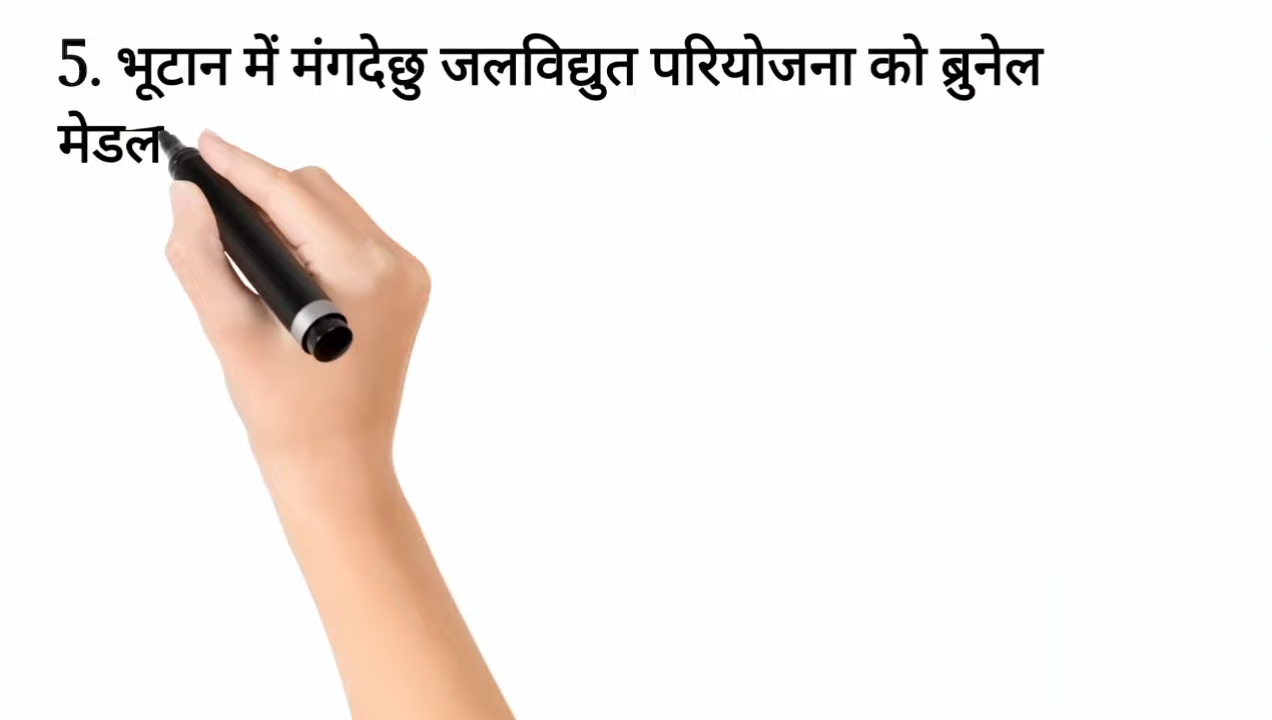 5. भूटान में मंगदेछु जलविद्युत परियोजना को ब्रुनेल
मेडल